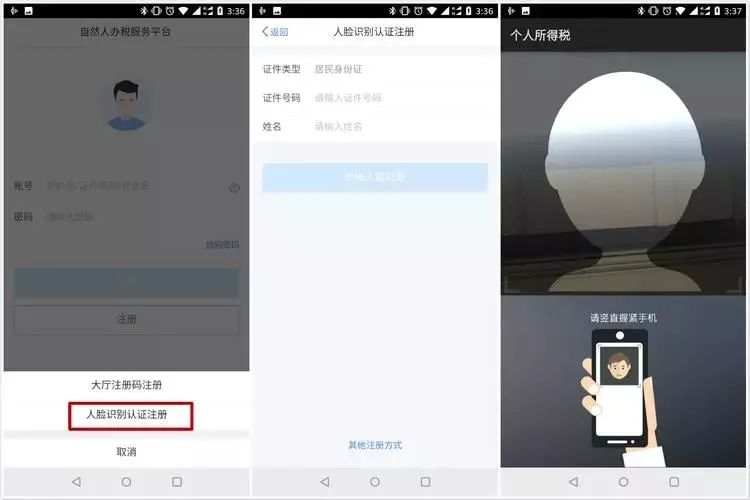 3:36
自然人办税服务平台
账号
密码
找回密码
注册
大厅注册码注册
人脸识别认证注册
取消
3:36
返回
人脸识别认证注册
证件类型 居民身份证
证件号码 请输入证件号码
姓名 请输入姓名
其他注册方式
3:37
个人所得税
请竖直握紧手机